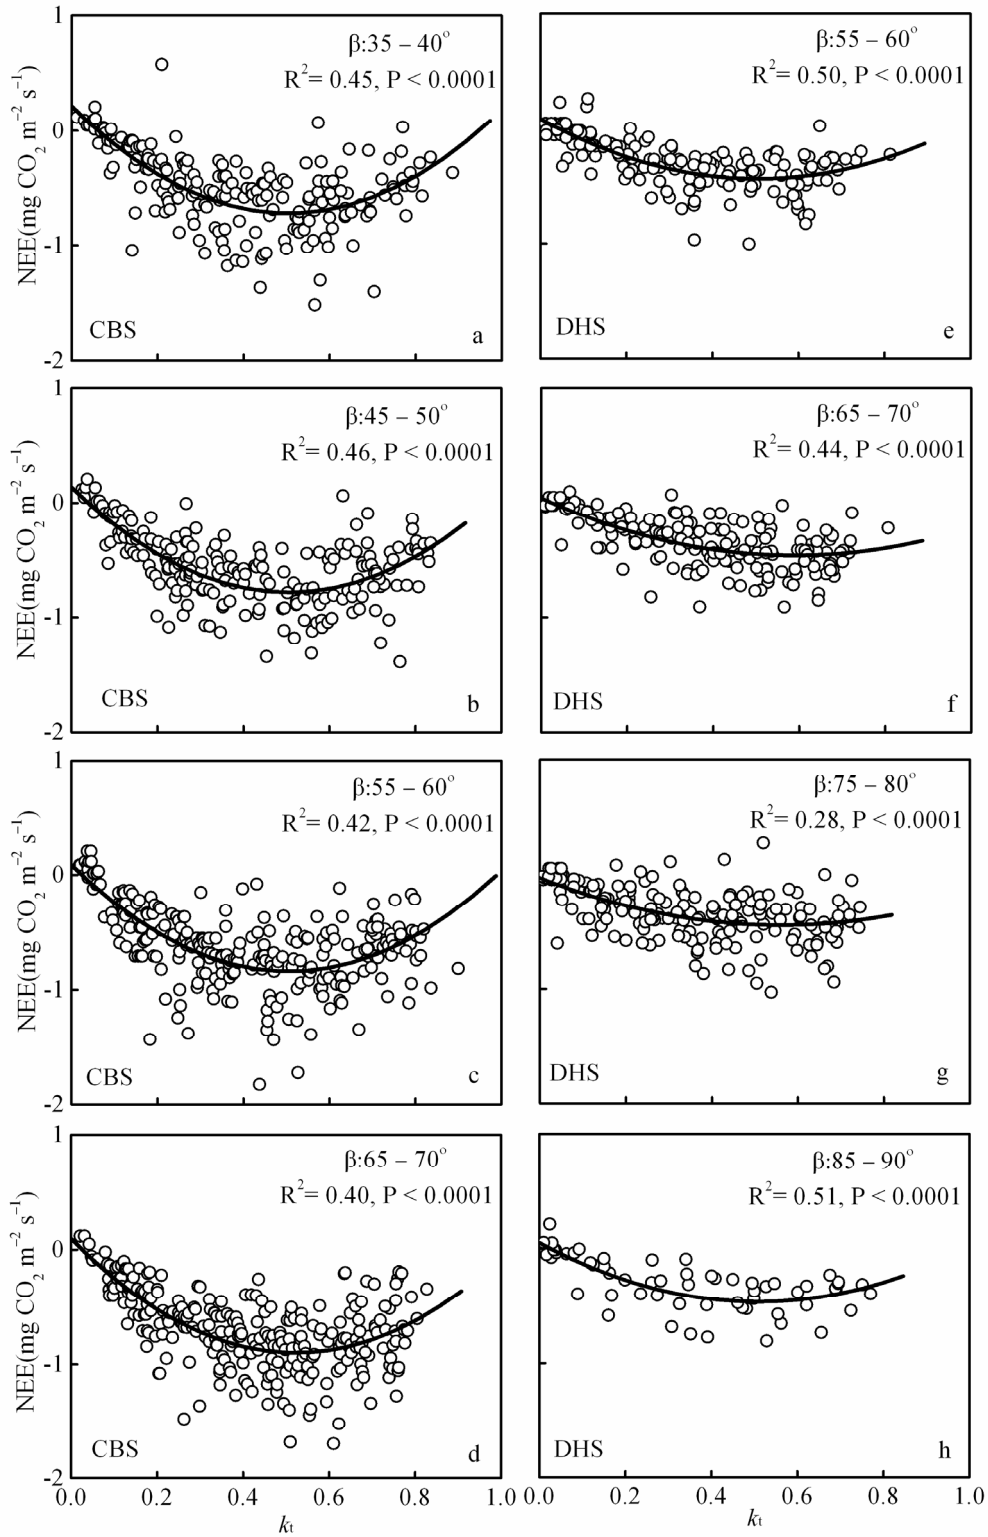 1
0
-1
-2
NEE(mg CO2 m−2 s−1)
β:35 – 40°
R2= 0.45, P < 0.0001
CBS
a
β:55 – 60°
R2= 0.50, P < 0.0001
DHS
e
1
0
-1
-2
NEE(mg CO2 m−2 s−1)
β:45 – 50°
R2= 0.46, P < 0.0001
CBS
b
β:65 – 70°
R2= 0.44, P < 0.0001
DHS
f
1
0
-1
-2
NEE(mg CO2 m−2 s−1)
β:55 – 60°
R2= 0.42, P < 0.0001
CBS
c
β:75 – 80°
R2= 0.28, P < 0.0001
DHS
g
1
0
-1
-2
NEE(mg CO2 m−2 s−1)
β:65 – 70°
R2= 0.40, P < 0.0001
CBS
d
β:85 – 90°
R2= 0.51, P < 0.0001
DHS
h
0.0 0.2 0.4 0.6 0.8 1.0 0.0 0.2 0.4 0.6 0.8 1.0
kt kt